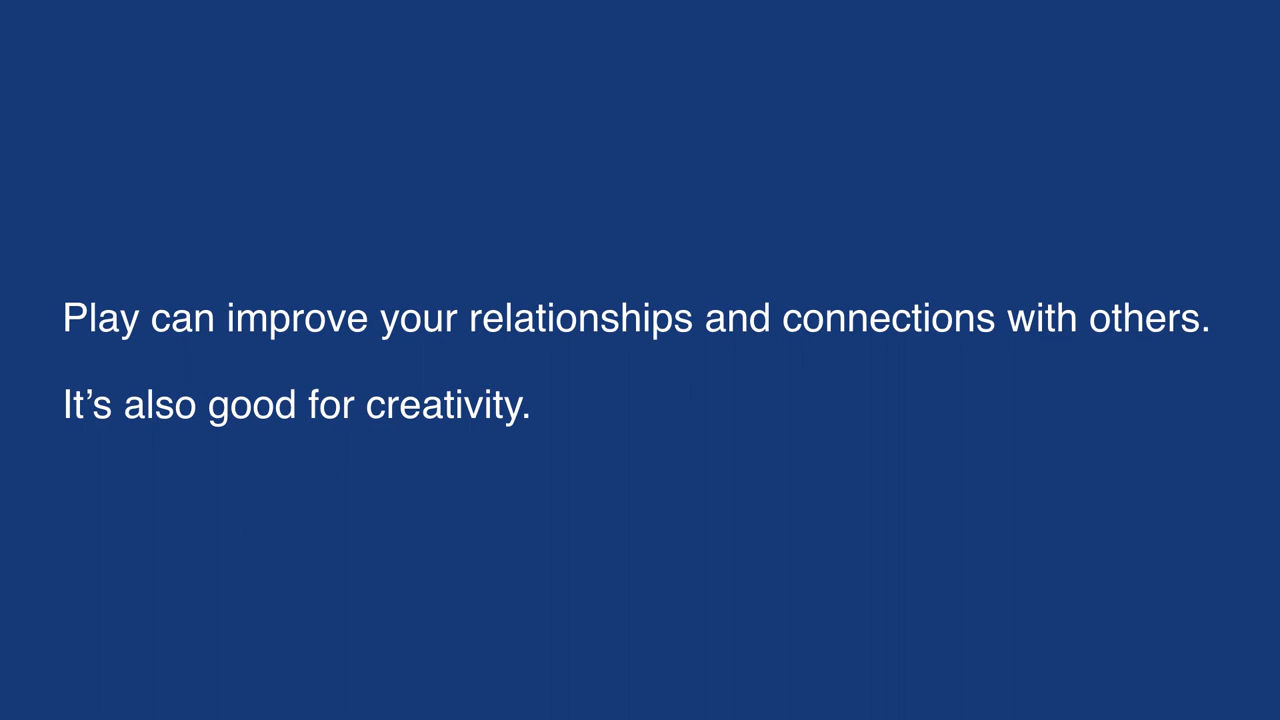 Play can improve your relationships and connections with others.
It’s also good for creativity.